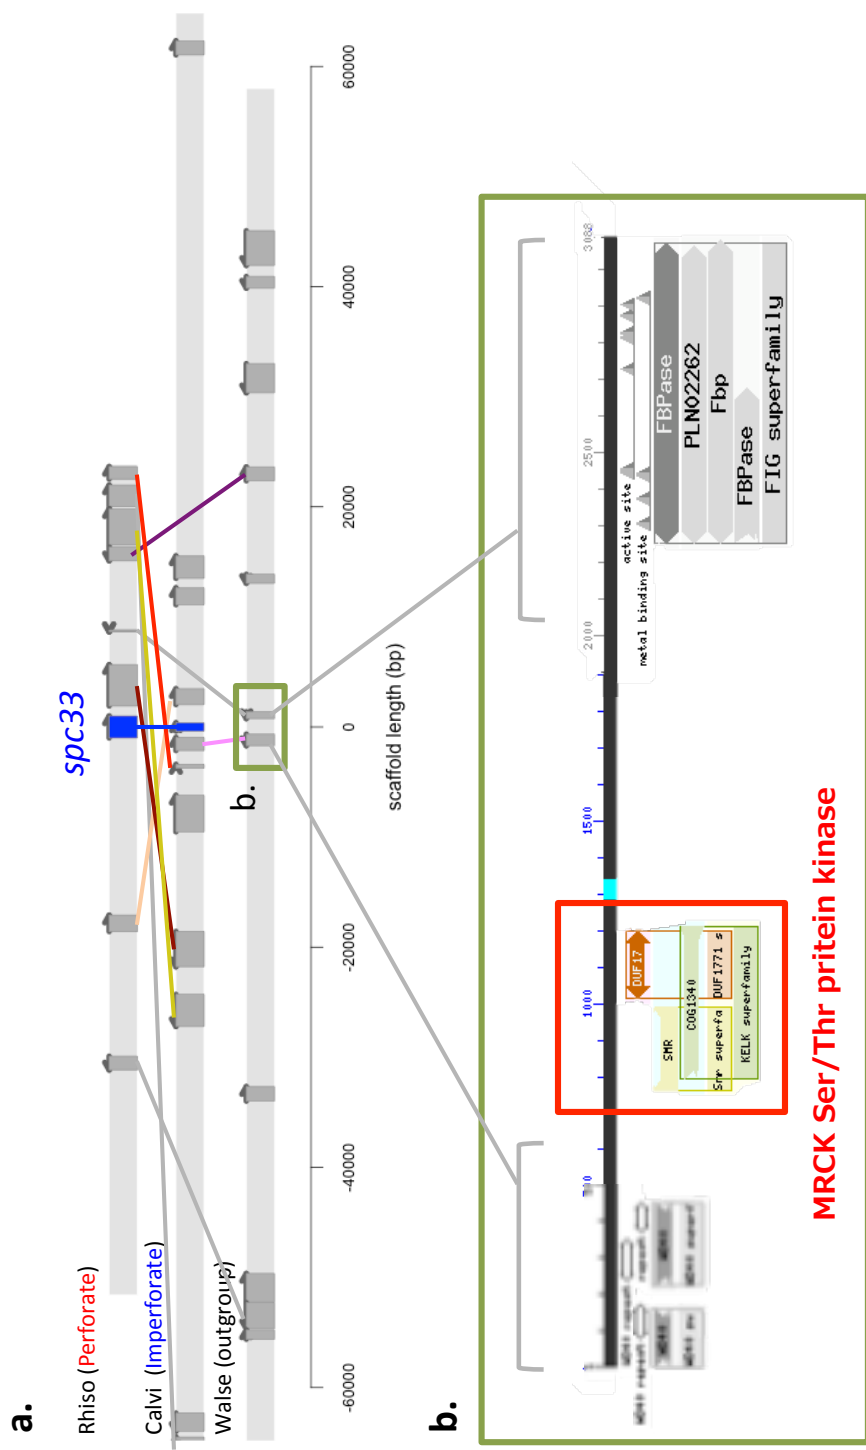 a.
spc33
Rhiso (Perforate)
Calvi (Imperforate)
Walse (outgroup)
b.
-60000 -40000 -20000 0 20000 40000 60000
scaffold length (bp)
b.
1000 1500 2000 2500 3088
active site
metal binding site
DUF17
SMR
COG1340
Smr superfa
DUF1771 s
KELK superfamily
FBPase
PLN02262
Fbp
FBPase
FIG superfamily
MRCK Ser/Thr pritein kinase